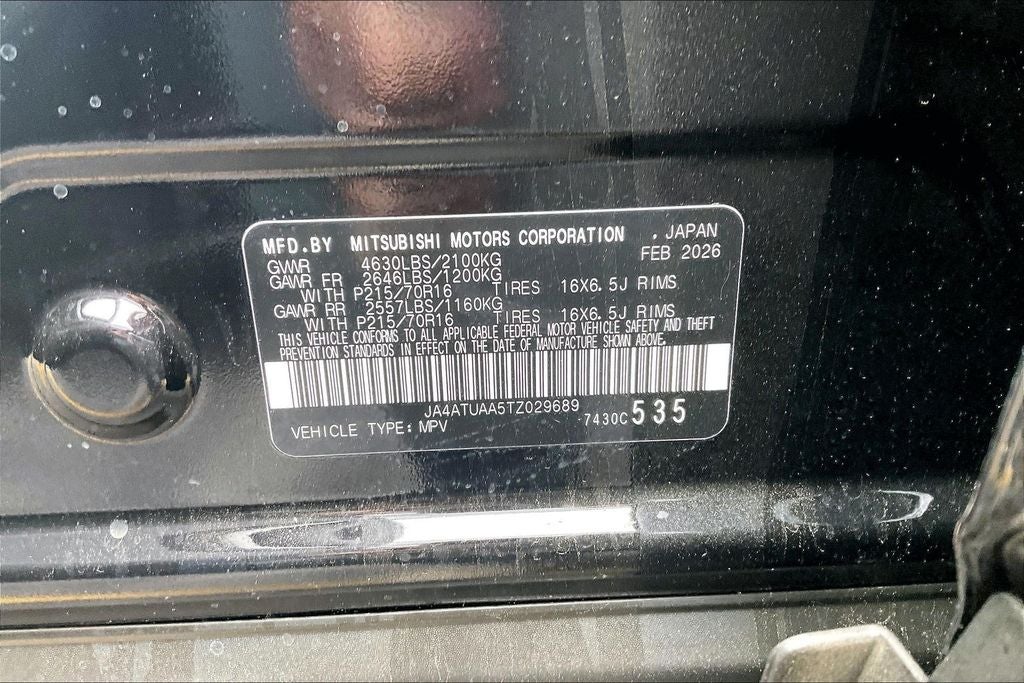 MFD.BY MITSUBISHI MOTORS CORPORATION , JAPAN
FEB 2026
GVWR 4630LBS/2100KG
GAWR FR 2646LBS/1200KG
WITH P215/70R16 TIRES 16X6.5J RIMS
GAWR RR 2557LBS/1160KG
WITH P215/70R16 TIRES 16X6.5J RIMS
THIS VEHICLE CONFORMS TO ALL APPLICABLE FEDERAL MOTOR VEHICLE SAFETY AND THEFT
PREVENTION STANDARDS IN EFFECT ON THE DATE OF MANUFACTURE SHOWN ABOVE.
JA4ATUAA5TZ029689
VEHICLE TYPE: MPV 7430C 535